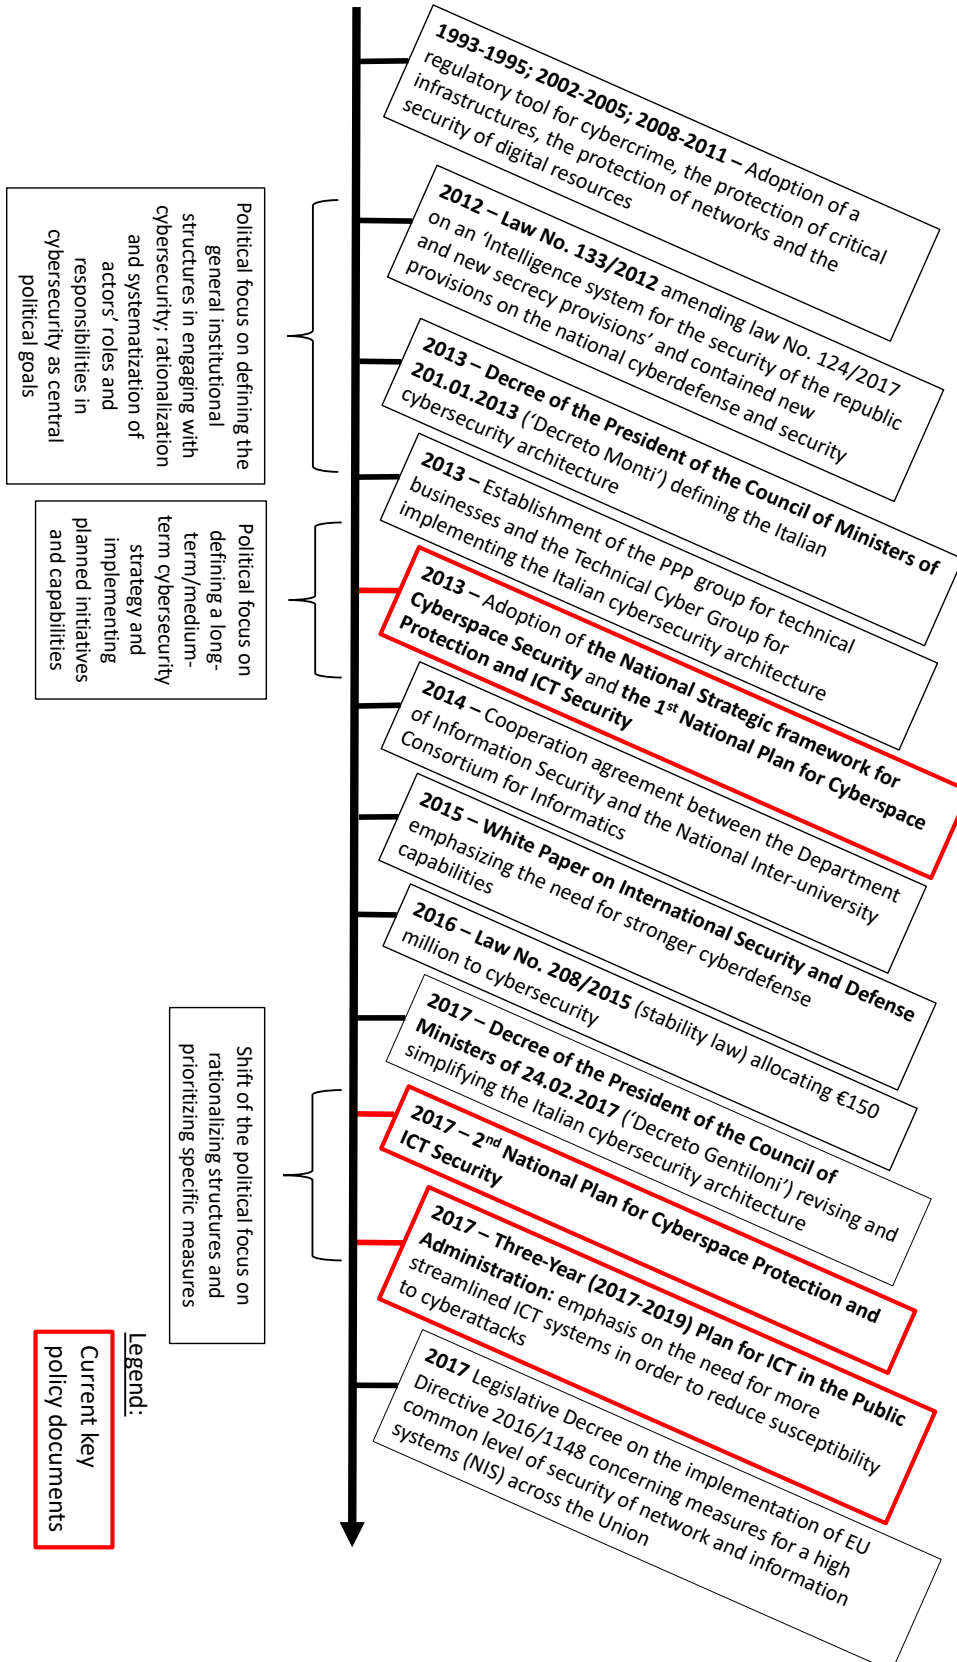 1993-1995; 2002-2005; 2008-2011 – Adoption of a
regulatory tool for cybercrime, the protection of critical
infrastructures, the protection of networks and the
security of digital resources
2012 – Law No. 133/2012 amending law No. 124/2017
on an ‘Intelligence system for the security of the republic
and new secrecy provisions’ and contained new
provisions on the national cyberdefense and security
2013 – Decree of the President of the Council of Ministers of
201.01.2013 (‘Decreto Monti’) defining the Italian
cybersecurity architecture
2013 – Establishment of the PPP group for technical
businesses and the Technical Cyber Group for
implementing the Italian cybersecurity architecture
2013 – Adoption of the National Strategic framework for
Cyberspace Security and the 1st National Plan for Cyberspace
Protection and ICT Security
2014 – Cooperation agreement between the Department
of Information Security and the National Inter-university
Consortium for Informatics
2015 – White Paper on International Security and Defense
emphasizing the need for stronger cyberdefense
capabilities
2016 – Law No. 208/2015 (stability law) allocating €150
million to cybersecurity
2017 – Decree of the President of the Council of
Ministers of 24.02.2017 (‘Decreto Gentiloni’) revising and
simplifying the Italian cybersecurity architecture
2017 – 2nd National Plan for Cyberspace Protection and
ICT Security
2017 – Three-Year (2017-2019) Plan for ICT in the Public
Administration: emphasis on the need for more
streamlined ICT systems in order to reduce susceptibility
to cyberattacks
2017 Legislative Decree on the implementation of EU
Directive 2016/1148 concerning measures for a high
common level of security of network and information
systems (NIS) across the Union
Political focus on defining the
general institutional
structures in engaging with
cybersecurity; rationalization
and systematization of
actors’ roles and
responsibilities in
cybersecurity as central
political goals
Political focus on
defining a long-
term/medium-
term cybersecurity
strategy and
implementing
planned initiatives
and capabilities
Shift of the political focus on
rationalizing structures and
prioritizing specific measures
Legend:
Current key
policy documents